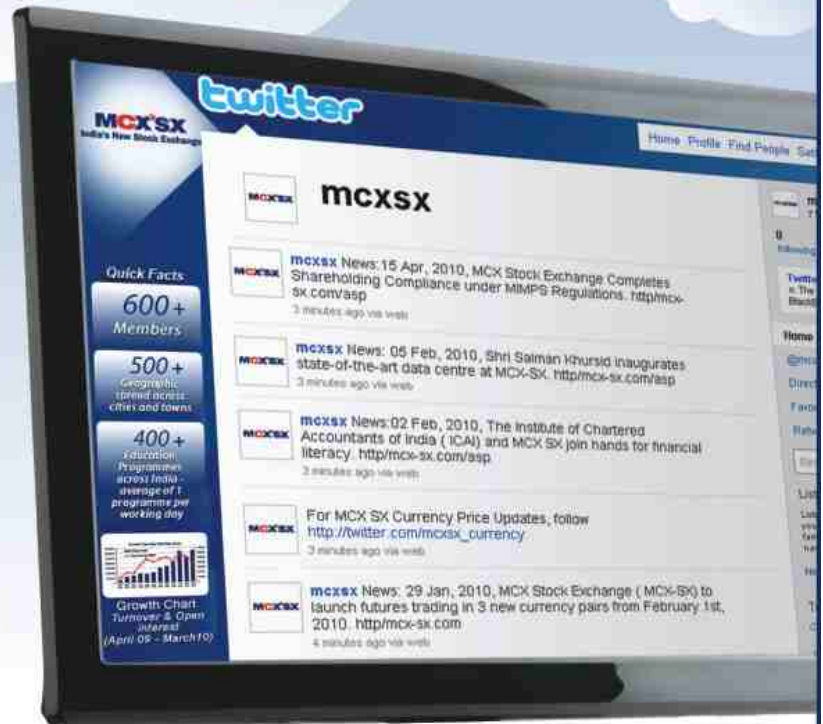 MCX'SX
India's New Stock Exchange
twitter
Home Profile Find People
mcxsx
Quick Facts
600+
Members
500+
Geographic
spread across
cities and towns
400+
Education
Programmes
across India -
average of 1
programme per
working day
Growth Chart
Turnover & Open
interest
(April 09 - March10)
mcxsx News:15 Apr, 2010, MCX Stock Exchange Completes
Shareholding Compliance under MIMPS Regulations. http/mcx-
sx.com/asp
3 minutes ago via web
mcxsx News: 05 Feb, 2010, Shri Salman Khursid inaugurates
state-of-the-art data centre at MCX-SX. http/mcx-sx.com/asp
3 minutes ago via web
mcxsx News:02 Feb, 2010, The Institute of Chartered
Accountants of India ( ICAI) and MCX SX join hands for financial
literacy. http/mcx-sx.com/asp
3 minutes ago via web
For MCX SX Currency Price Updates, follow
http://twitter.com/mcxsx_currency
3 minutes ago via web
mcxsx News: 29 Jan, 2010, MCX Stock Exchange ( MCX-SX) to
launch futures trading in 3 new currency pairs from February 1st,
2010. http/mcx-sx.com
4 minutes ago via web
0
following
Home